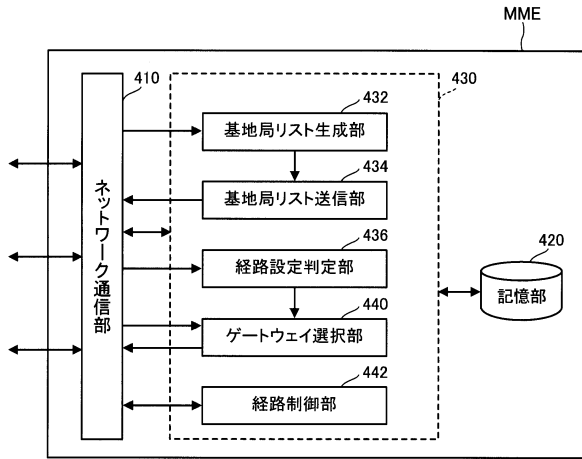 MME
410
430
432
基地局リスト生成部
434
基地局リスト送信部
436
経路設定判定部
440
ゲートウェイ選択部
442
経路制御部
ネットワーク通信部
420
記憶部